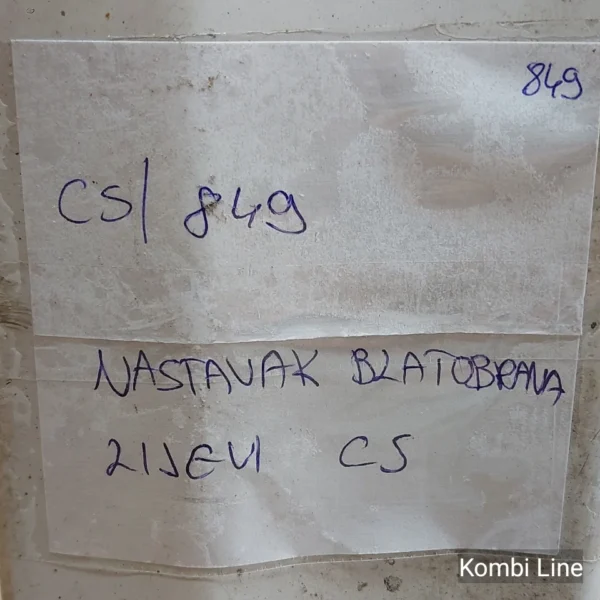 849
CS/ 849
NASTAVAK BLATOBRANA
LIJEVI CS
Kombi Line